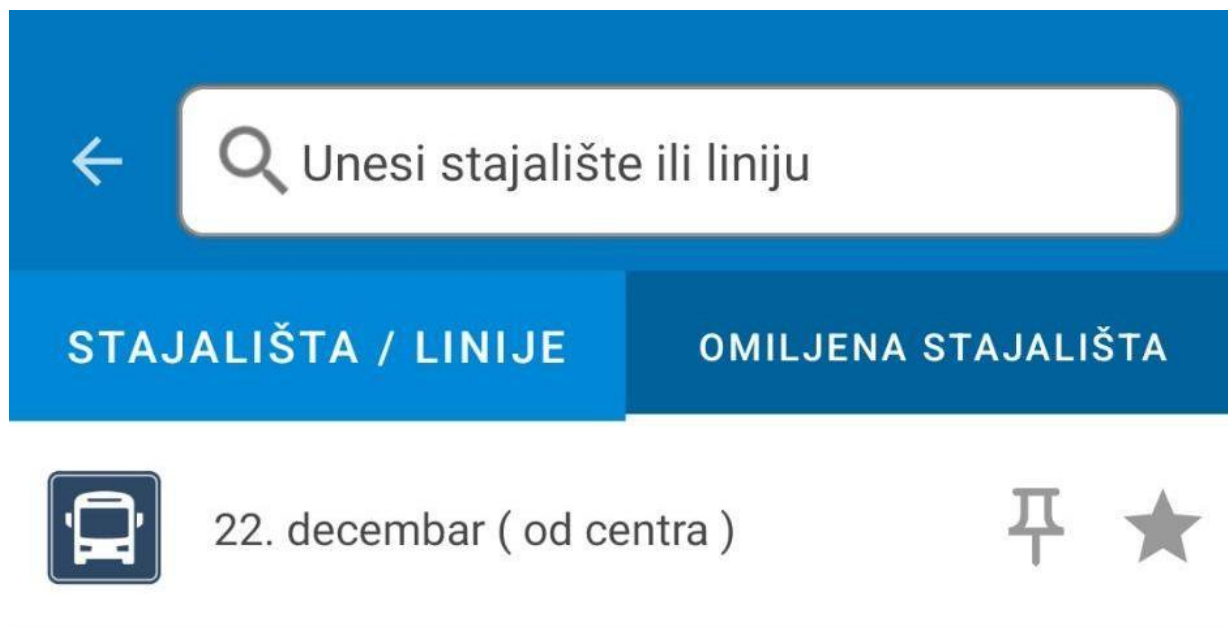 Unesi stajalište ili liniju
STAJALIŠTA / LINIJE
OMILJENA STAJALIŠTA
22. decembar ( od centra )